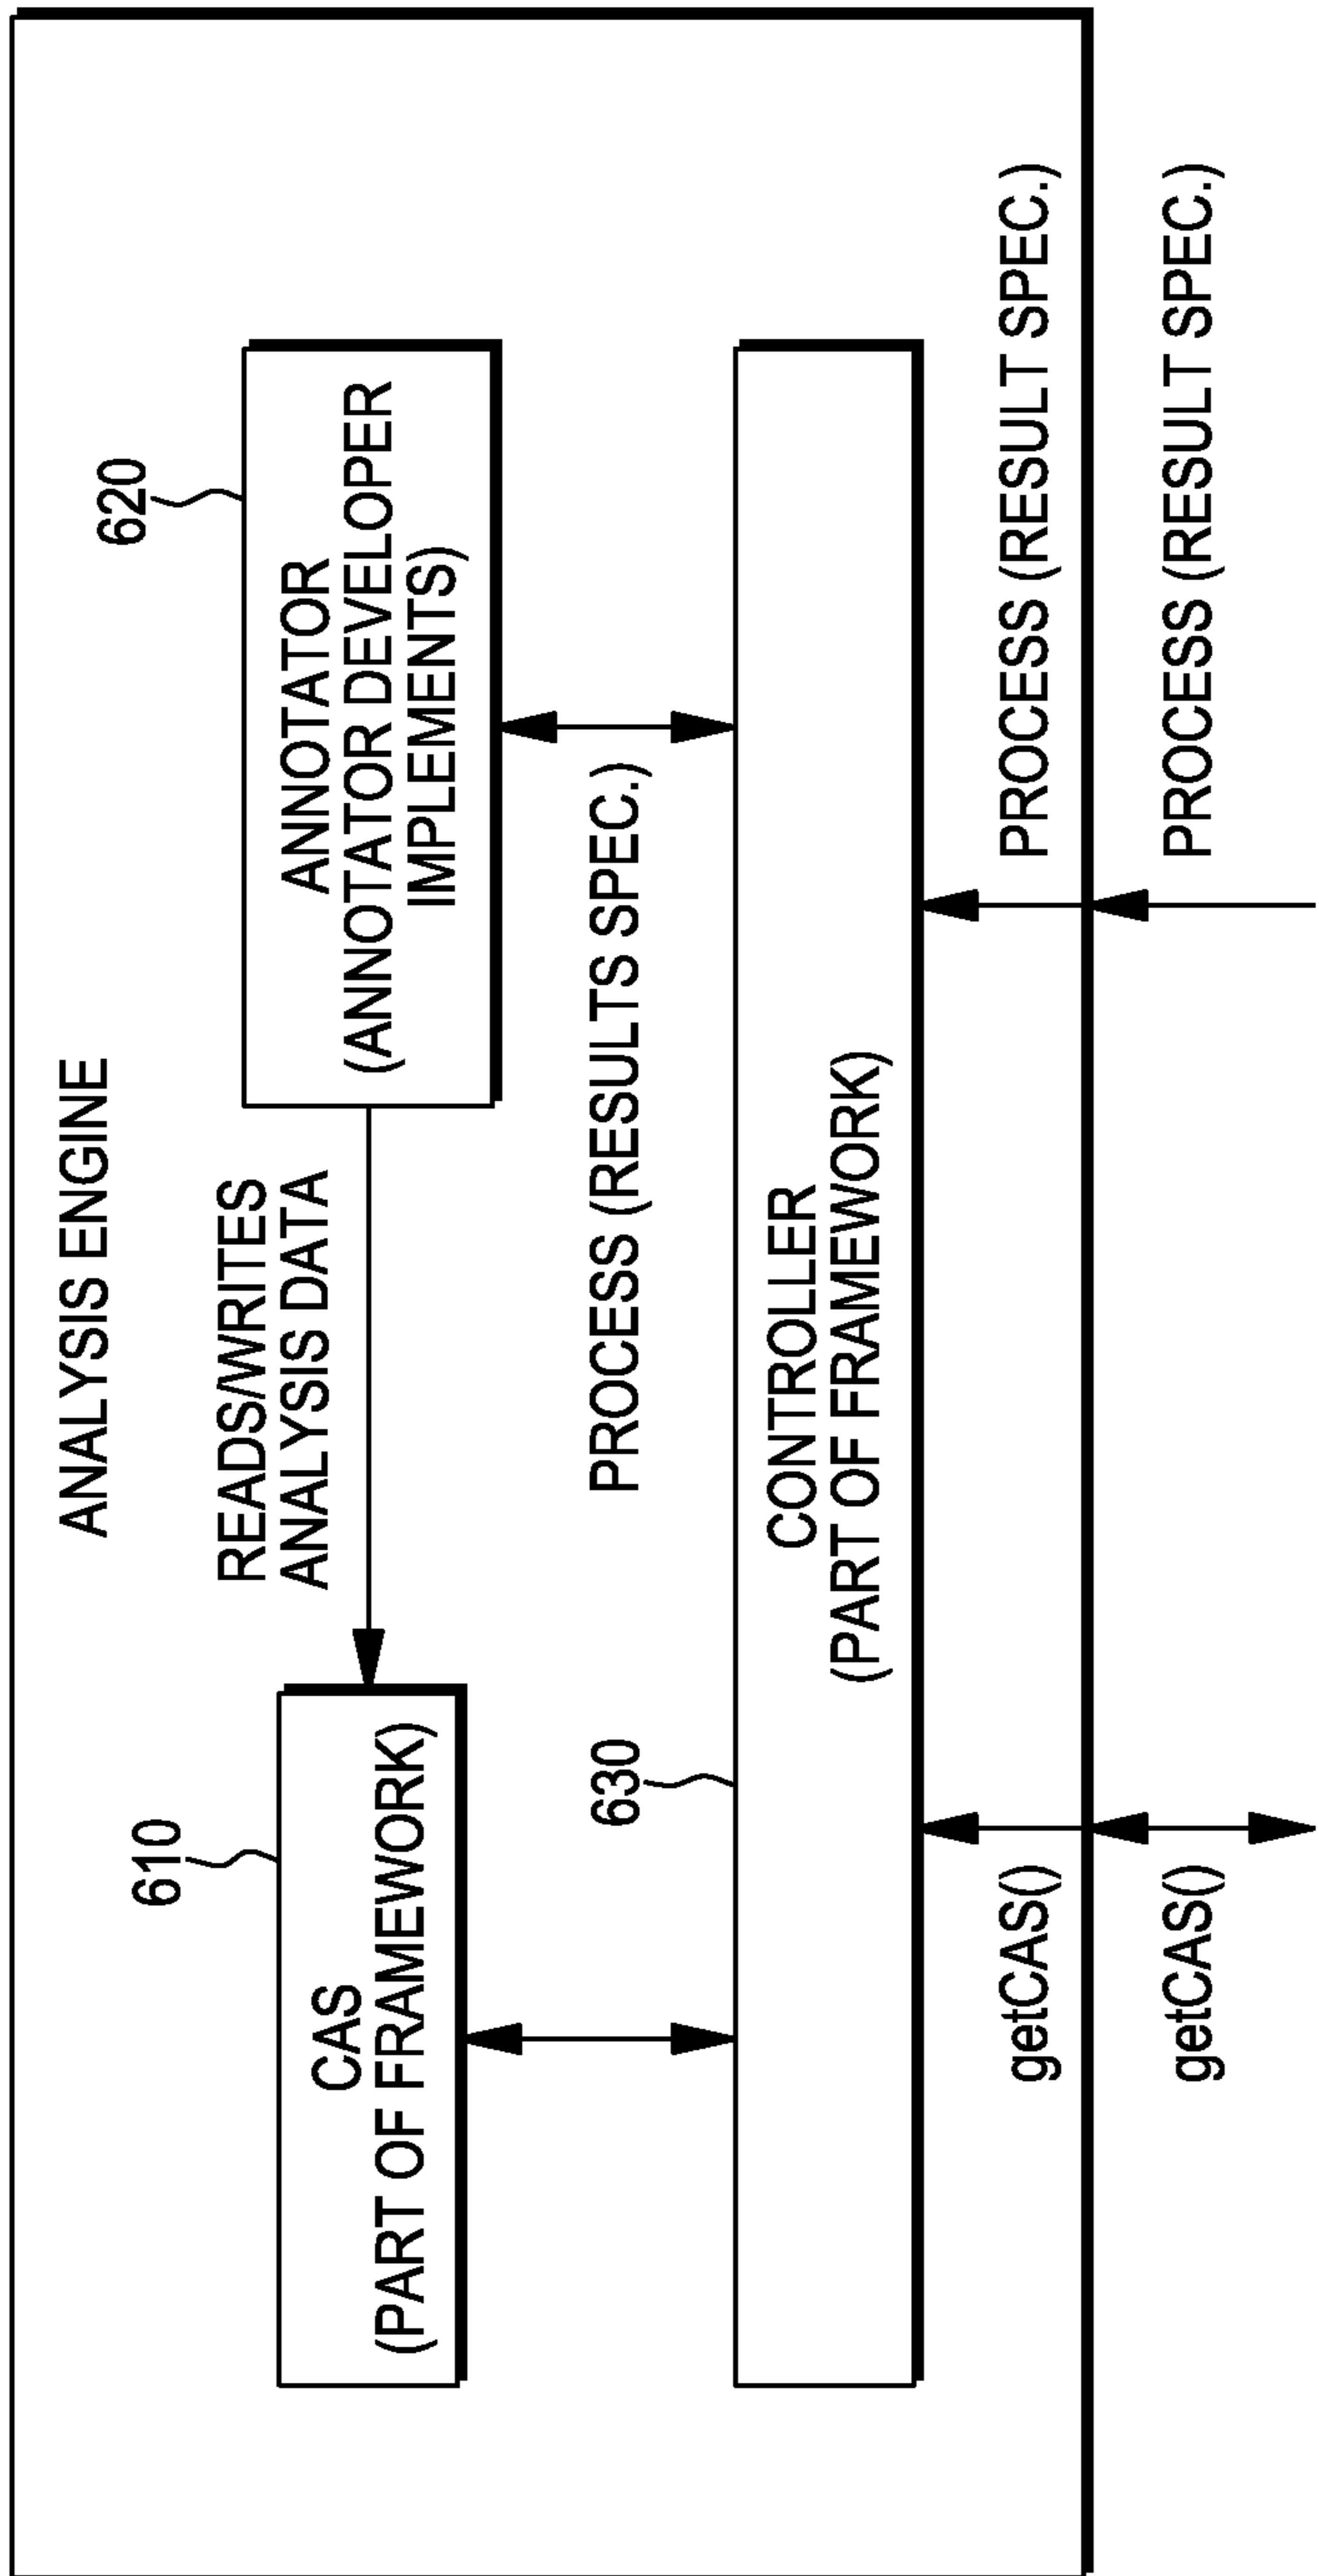 ANALYSIS ENGINE
610
CAS
(PART OF FRAMEWORK)
READS/WRITES
ANALYSIS DATA
620
ANNOTATOR
(ANNOTATOR DEVELOPER
IMPLEMENTS)
PROCESS (RESULTS SPEC.)
630
CONTROLLER
(PART OF FRAMEWORK)
getCAS()
PROCESS (RESULT SPEC.)
getCAS()
PROCESS (RESULT SPEC.)